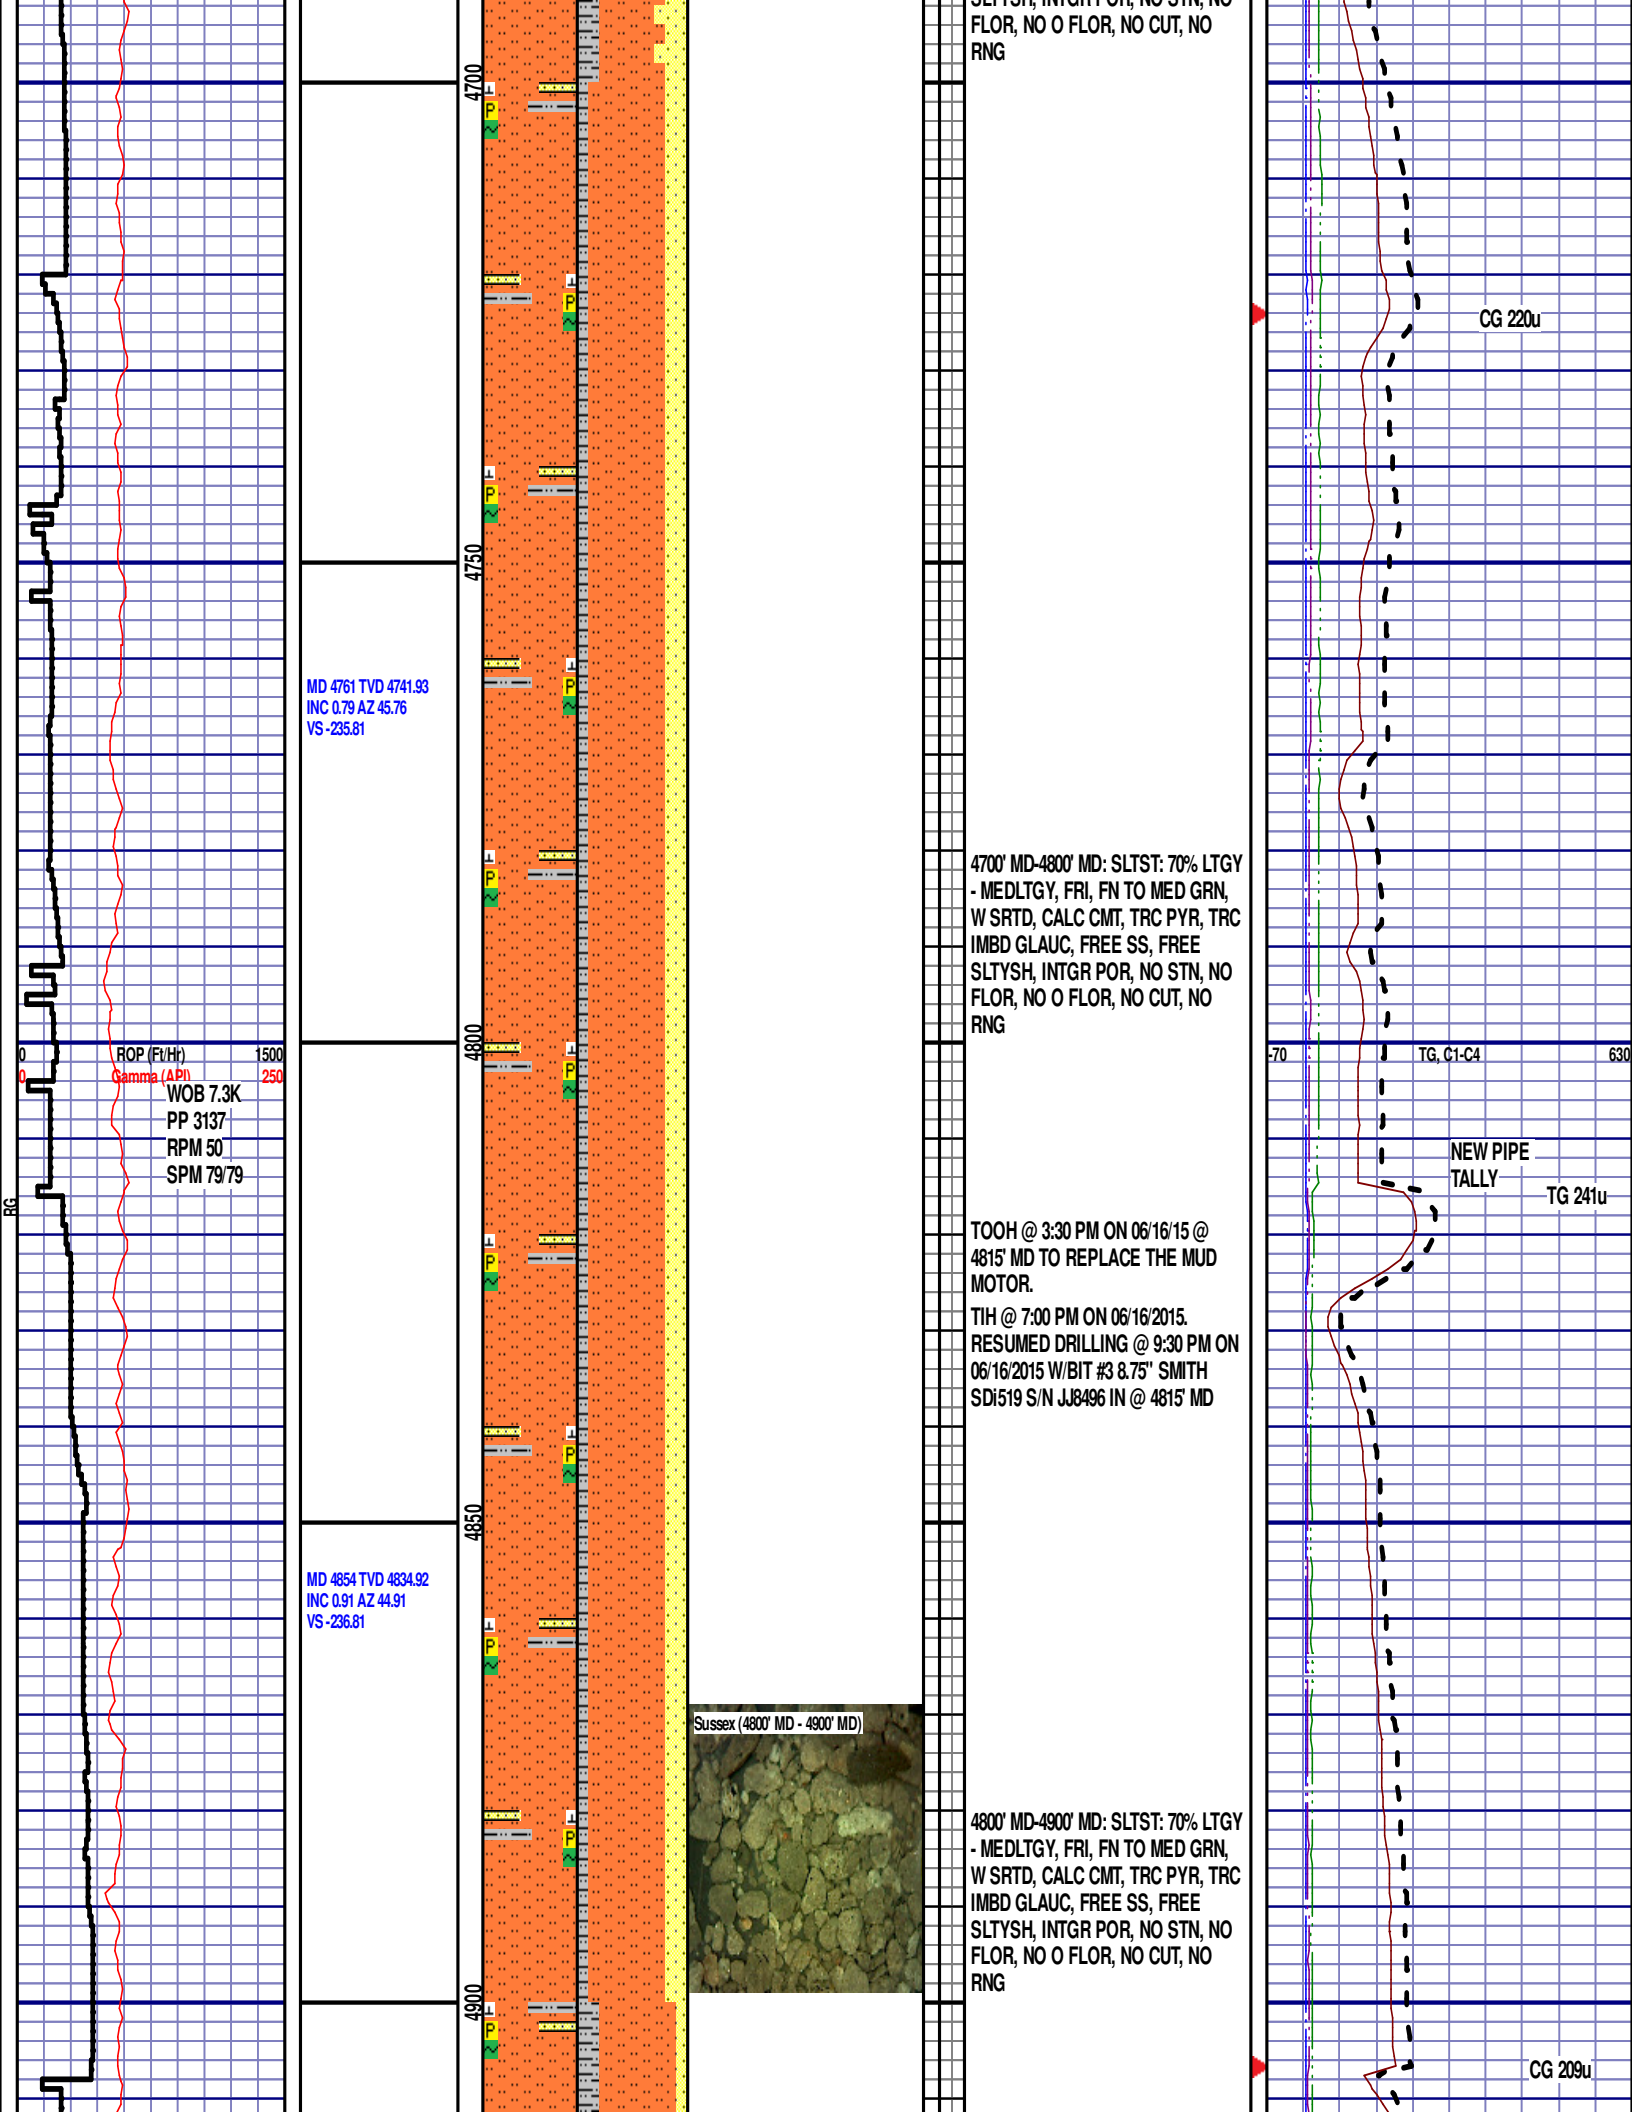 FLOR, NO O FLOR, NO CUT, NO
RNG
4700
CG 220u
4750
MD 4761 TVD 4741.93
INC 0.79 AZ 45.76
VS -235.81
4700' MD-4800' MD: SLTST: 70% LTGY
- MEDLTGY, FRI, FN TO MED GRN,
W SRTD, CALC CMT, TRC PYR, TRC
IMBD GLAUC, FREE SS, FREE
SLTYSH, INTGR POR, NO STN, NO
FLOR, NO O FLOR, NO CUT, NO
RNG
4800
0 ROP (Ft/Hr) 1500
0 Gamma (API) 250
-70 TG, C1-C4 630
WOB 7.3K
PP 3137
RPM 50
SPM 79/79
RG
NEW PIPE
TALLY
TG 241u
TOOH @ 3:30 PM ON 06/16/15 @
4815' MD TO REPLACE THE MUD
MOTOR.
TIH @ 7:00 PM ON 06/16/2015.
RESUMED DRILLING @ 9:30 PM ON
06/16/2015 W/BIT #3 8.75" SMITH
SDi519 S/N JJ8496 IN @ 4815' MD
4850
MD 4854 TVD 4834.92
INC 0.91 AZ 44.91
VS -236.81
Sussex (4800' MD - 4900' MD)
4800' MD-4900' MD: SLTST: 70% LTGY
- MEDLTGY, FRI, FN TO MED GRN,
W SRTD, CALC CMT, TRC PYR, TRC
IMBD GLAUC, FREE SS, FREE
SLTYSH, INTGR POR, NO STN, NO
FLOR, NO O FLOR, NO CUT, NO
RNG
4900
CG 209u